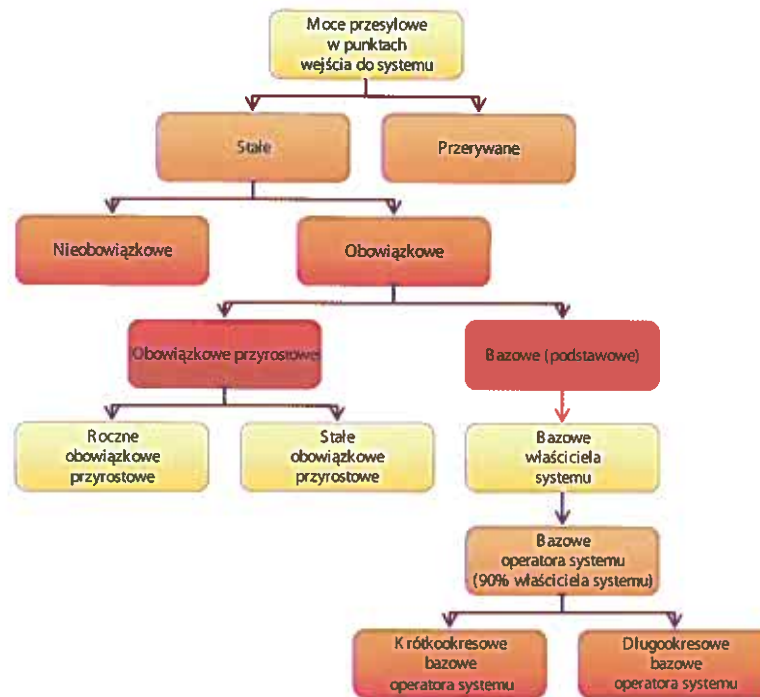 Moce przesyłowe
w punktach
wejścia do systemu
Stałe
Przerywane
Nieobowiązkowe
Obowiązkowe
Obowiązkowe przyrostowe
Bazowe (podstawowe)
Roczne
obowiązkowe
przyrostowe
Stałe
obowiązkowe
przyrostowe
Bazowe
właściciela
systemu
Bazowe
operatora systemu
(90% właściciela systemu)
Krótkookresowe
bazowe
operatora systemu
Długookresowe
bazowe
operatora systemu